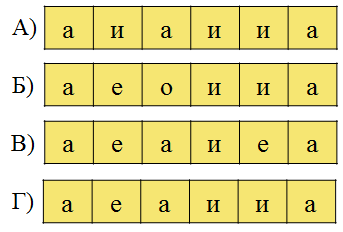 А) а и а и и а
Б) а е о и и а
В) а е а и е а
Г) а е а и и а